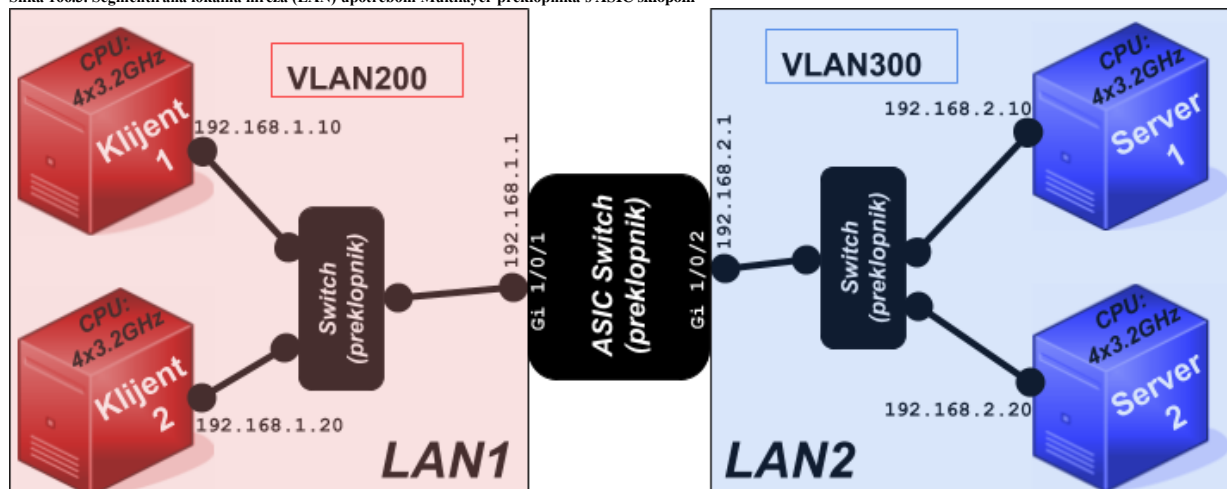 VLAN200
VLAN300
CPU:
4x3.2GHz
Klijent
1
192.168.1.10
CPU:
4x3.2GHz
Klijent
2
192.168.1.20
Switch
(preklopnik)
192.168.1.1
Gi 1/0/1
ASIC Switch
(preklopnik)
Gi 1/0/2
192.168.2.1
Switch
(preklopnik)
192.168.2.10
CPU:
4x3.2GHz
Server
1
192.168.2.20
CPU:
4x3.2GHz
Server
2
LAN1
LAN2